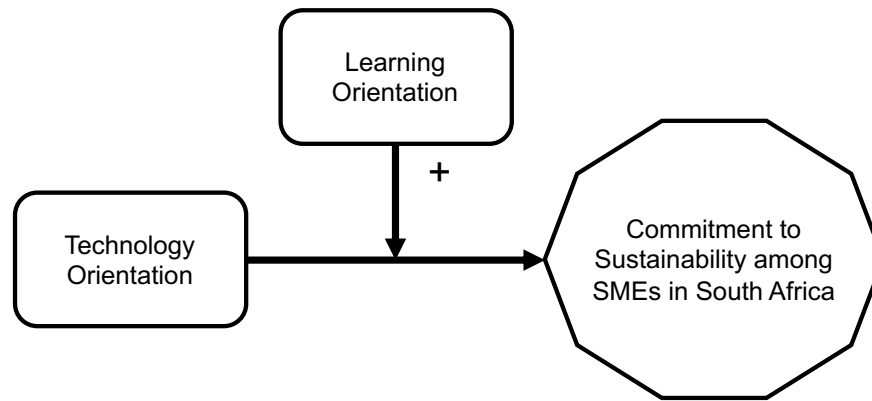 Learning
Orientation
+
Technology
Orientation
Commitment to
Sustainability among
SMEs in South Africa